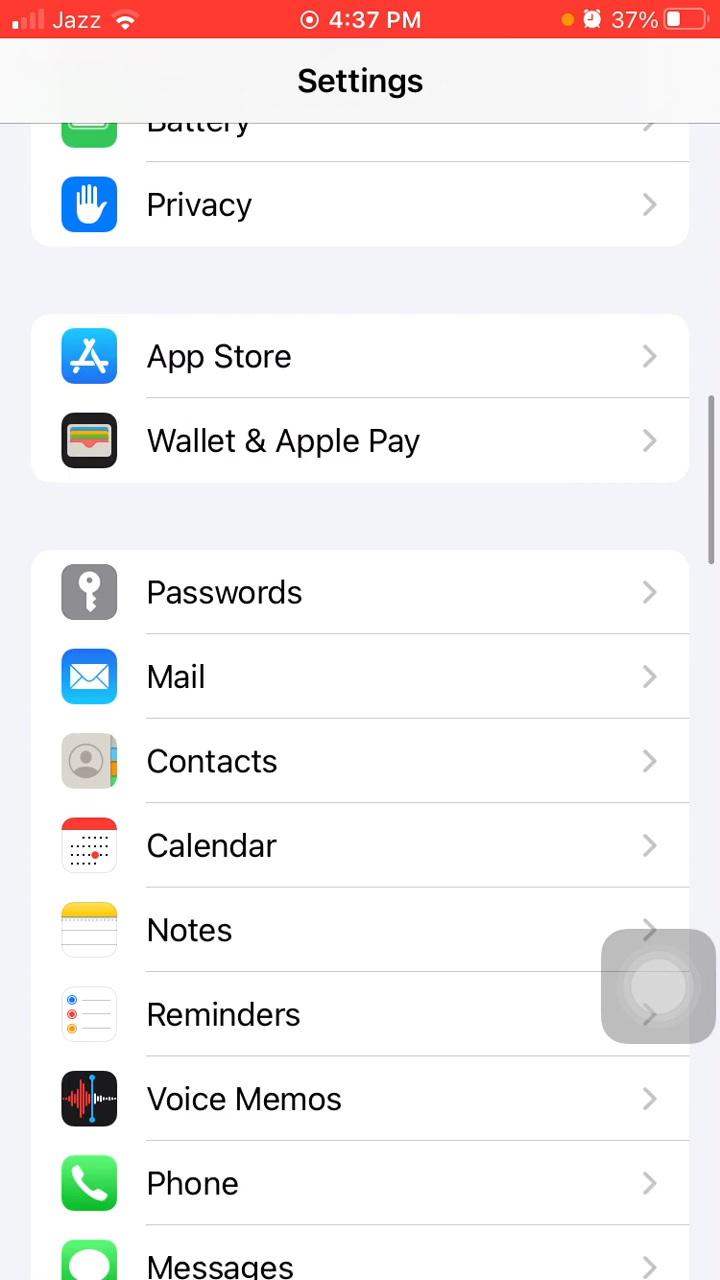 Jazz 4:37 PM 37%
Settings
Battery
Privacy
App Store
Wallet & Apple Pay
Passwords
Mail
Contacts
Calendar
Notes
Reminders
Voice Memos
Phone
Messages